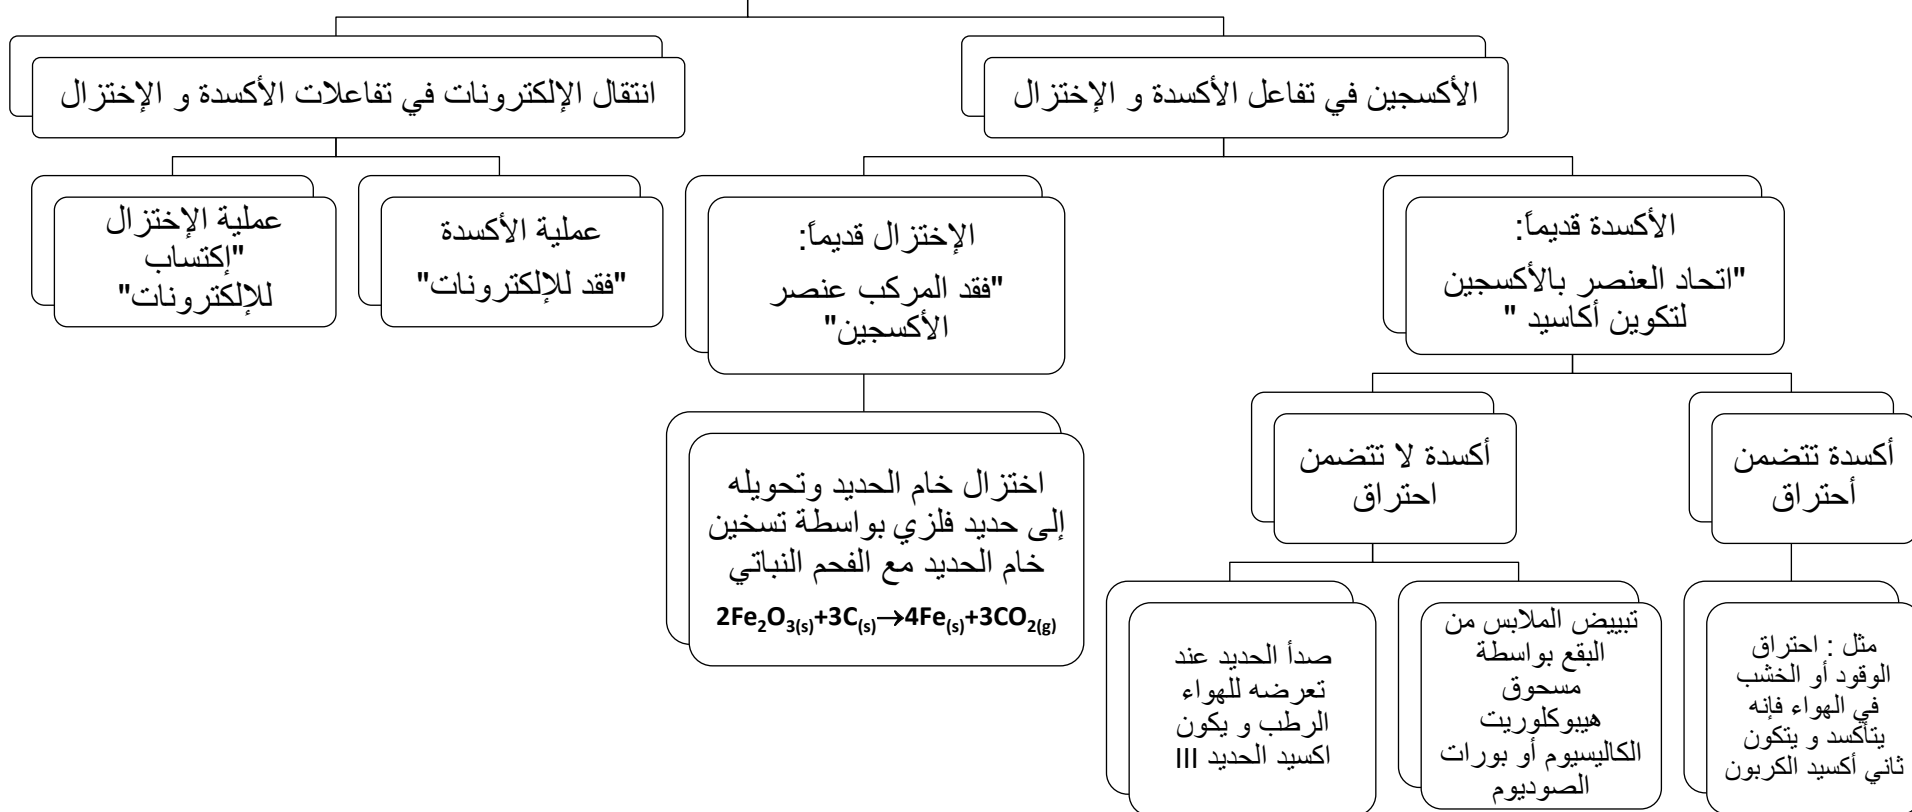 الأكسجين في تفاعل الأكسدة و الإختزال
انتقال الإلكترونات في تفاعلات الأكسدة و الإختزال
الأكسدة قديماً:
"اتحاد العنصر بالأكسجين
لتكوين أكاسيد "
الإختزال قديماً:
"فقد المركب عنصر
الأكسجين"
عملية الأكسدة
"فقد للإلكترونات"
عملية الإختزال
"إكتساب
للإلكترونات"
أكسدة تتضمن
أحتراق
أكسدة لا تتضمن
احتراق
اختزال خام الحديد وتحويله
إلى حديد فلزي بواسطة تسخين
خام الحديد مع الفحم النباتي
2Fe₂O₃(s)+3C(s)→4Fe(s)+3CO₂(g)
مثل : احتراق
الوقود أو الخشب
في الهواء فإنه
يتأكسد و يتكون
ثاني أكسيد الكربون
تبييض الملابس من
البقع بواسطة
مسحوق
هيبوكلوريت
الكاليسيوم أو بورات
الصوديوم
صدأ الحديد عند
تعرضه للهواء
الرطب و يكون
اكسيد الحديد III